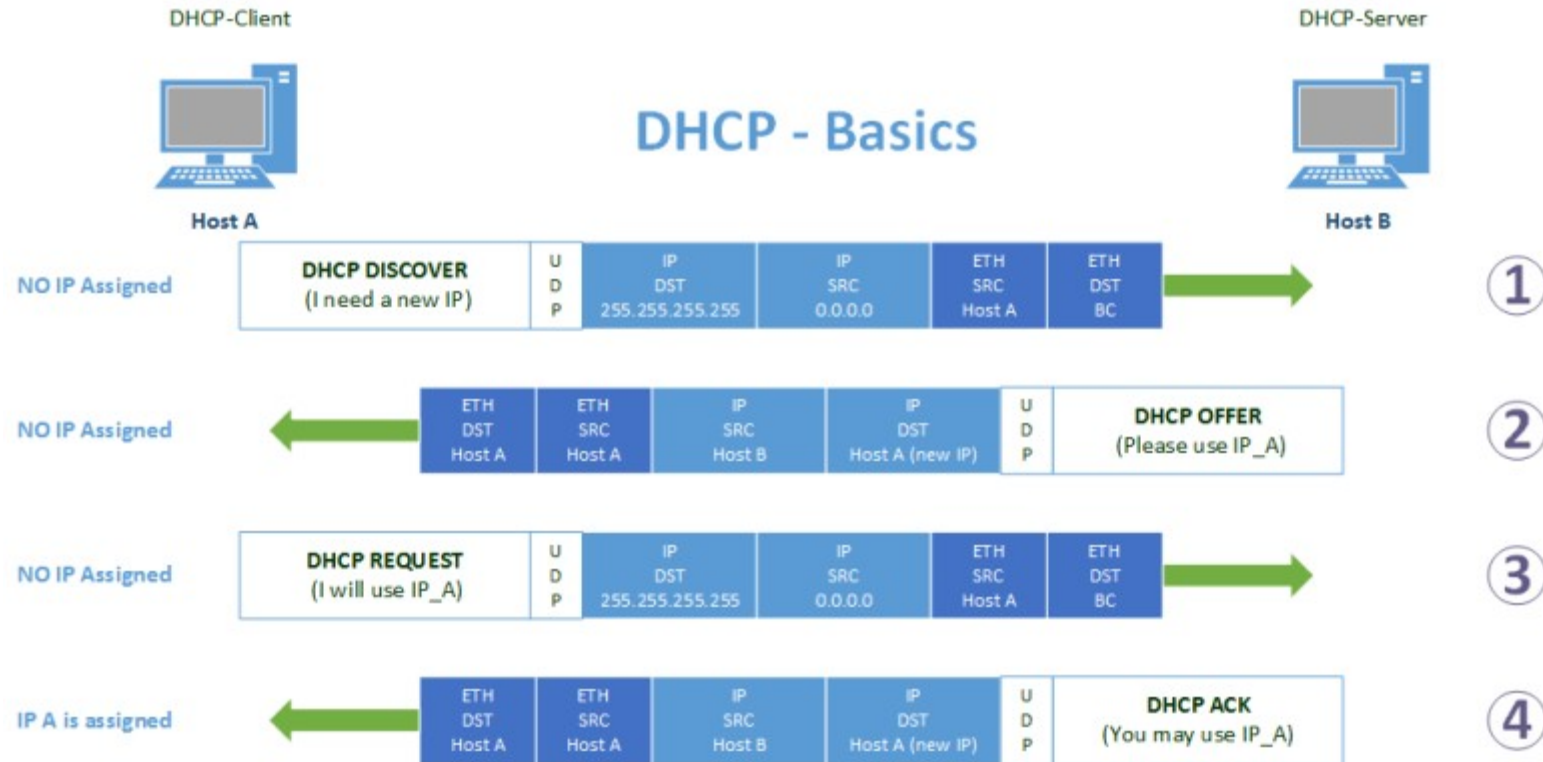 DHCP-Client
DHCP-Server
DHCP - Basics
Host A
Host B
NO IP Assigned
DHCP DISCOVER
(I need a new IP)
U
D
P
IP
DST
255.255.255.255
IP
SRC
0.0.0.0
ETH
SRC
Host A
ETH
DST
BC
1
NO IP Assigned
ETH
DST
Host A
ETH
SRC
Host A
IP
SRC
Host B
IP
DST
Host A (new IP)
U
D
P
DHCP OFFER
(Please use IP_A)
2
NO IP Assigned
DHCP REQUEST
(I will use IP_A)
U
D
P
IP
DST
255.255.255.255
IP
SRC
0.0.0.0
ETH
SRC
Host A
ETH
DST
BC
3
IP A is assigned
ETH
DST
Host A
ETH
SRC
Host A
IP
SRC
Host B
IP
DST
Host A (new IP)
U
D
P
DHCP ACK
(You may use IP_A)
4